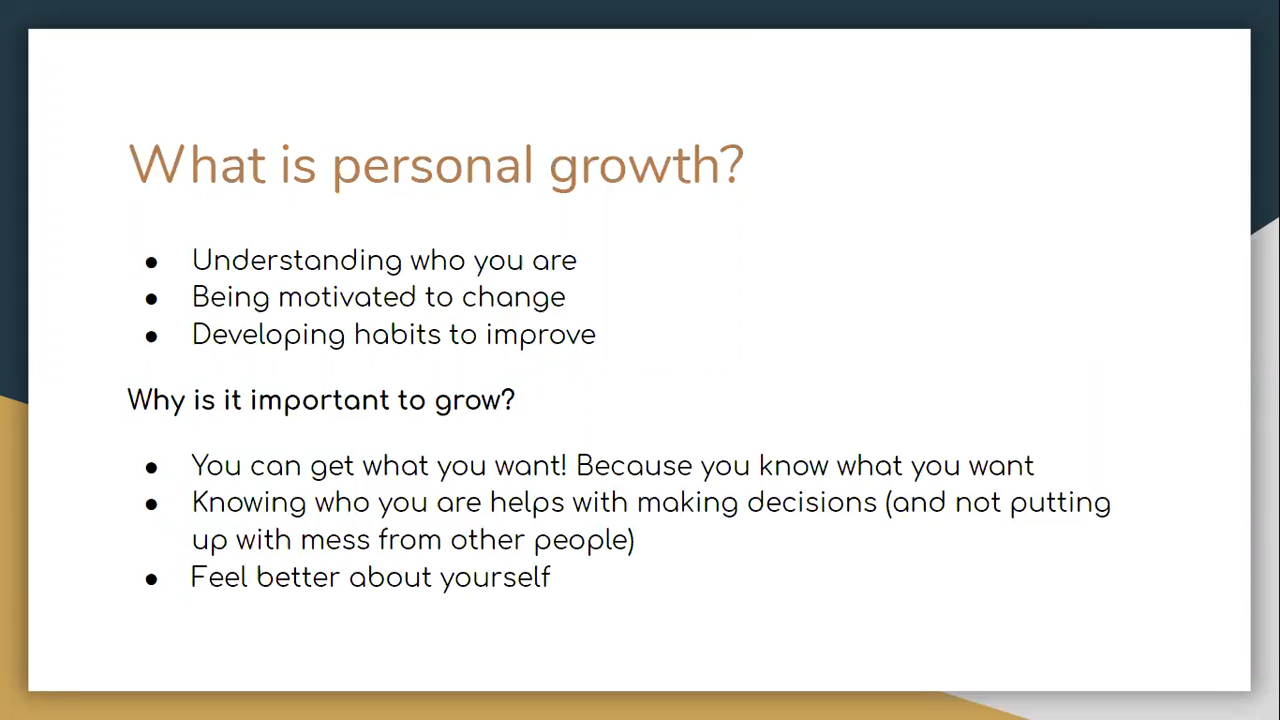 What is personal growth?
● Understanding who you are
● Being motivated to change
● Developing habits to improve
Why is it important to grow?
● You can get what you want! Because you know what you want
● Knowing who you are helps with making decisions (and not putting
up with mess from other people)
● Feel better about yourself